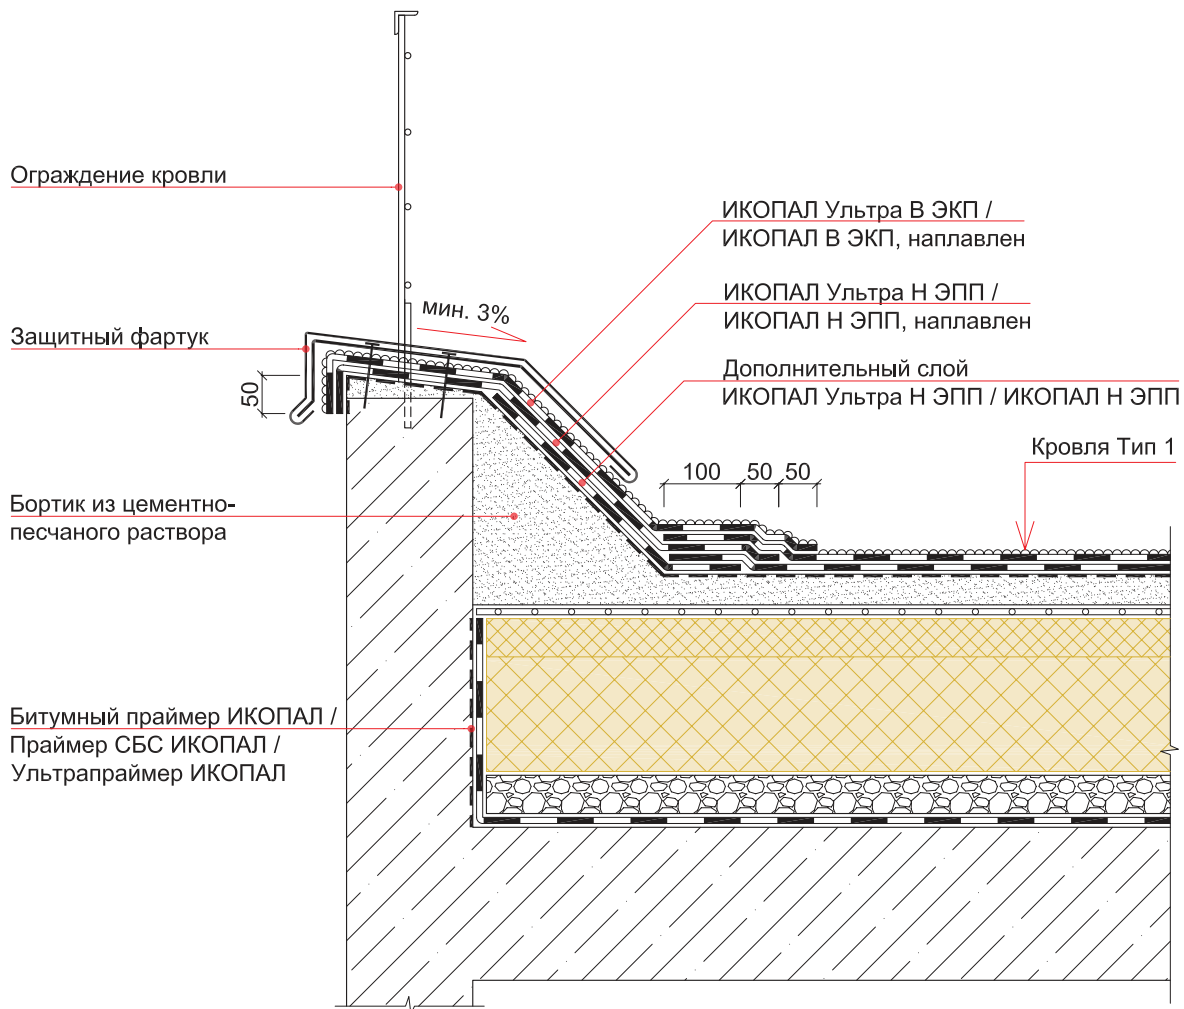 Ограждение кровли
ИКОПАЛ Ультра В ЭКП /
ИКОПАЛ В ЭКП, наплавлен
ИКОПАЛ Ультра Н ЭПП /
ИКОПАЛ Н ЭПП, наплавлен
мин. 3%
Защитный фартук
Дополнительный слой
ИКОПАЛ Ультра Н ЭПП / ИКОПАЛ Н ЭПП
50
Кровля Тип 1
100
50
50
Бортик из цементно-
песчаного раствора
Битумный праймер ИКОПАЛ /
Праймер СБС ИКОПАЛ /
Ультрапраймер ИКОПАЛ